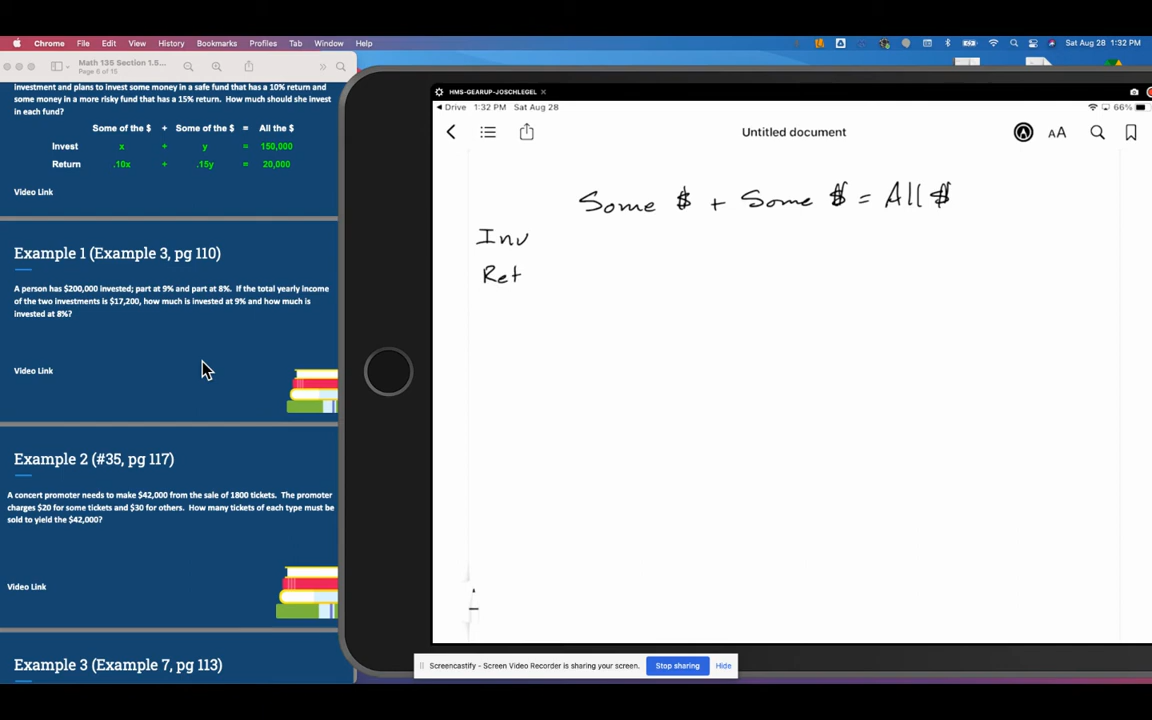 Chrome File Edit View History Bookmarks Profiles Tab Window Help Sat Aug 28 1:32 PM
Math 135 Section 1.5...
Page 6 of 15
investment and plans to invest some money in a safe fund that has a 10% return and
some money in a more risky fund that has a 15% return. How much should she invest
in each fund?
Some of the $ + Some of the $ = All the $
Invest x + y = 150,000
Return .10x + .15y = 20,000
Video Link
Example 1 (Example 3, pg 110)
A person has $200,000 invested; part at 9% and part at 8%. If the total yearly income
of the two investments is $17,200, how much is invested at 9% and how much is
invested at 8%?
Video Link
Example 2 (#35, pg 117)
A concert promoter needs to make $42,000 from the sale of 1800 tickets. The promoter
charges $20 for some tickets and $30 for others. How many tickets of each type must be
sold to yield the $42,000?
Video Link
Example 3 (Example 7, pg 113)
HMS-GEARUP-JOSCHLEGEL
Drive 1:32 PM Sat Aug 28 66%
Untitled document
AA
Some $ + Some $ = All $
Inv
Ret
Screencastify - Screen Video Recorder is sharing your screen. Stop sharing Hide